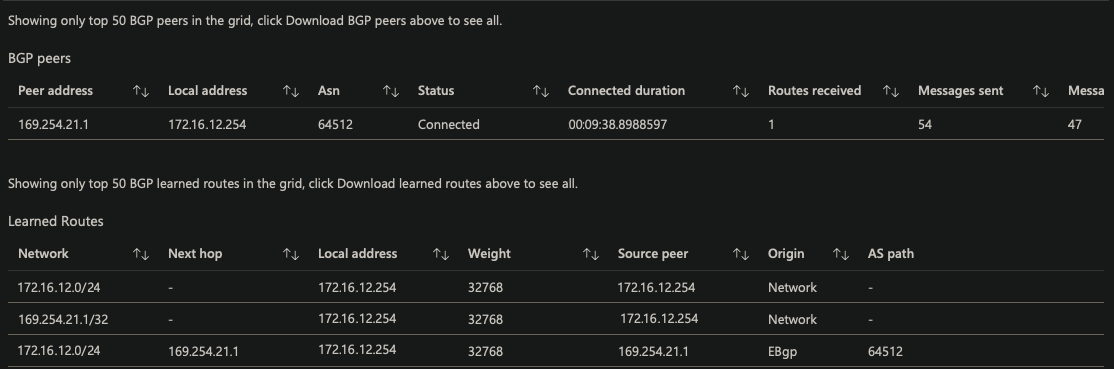 Showing only top 50 BGP peers in the grid, click Download BGP peers above to see all.
BGP peers
Peer address ↑↓ Local address ↑↓ Asn ↑↓ Status ↑↓ Connected duration ↑↓ Routes received ↑↓ Messages sent ↑↓ Messa
169.254.21.1 172.16.12.254 64512 Connected 00:09:38.8988597 1 54 47
Showing only top 50 BGP learned routes in the grid, click Download learned routes above to see all.
Learned Routes
Network ↑↓ Next hop ↑↓ Local address ↑↓ Weight ↑↓ Source peer ↑↓ Origin ↑↓ AS path
172.16.12.0/24 - 172.16.12.254 32768 172.16.12.254 Network -
169.254.21.1/32 - 172.16.12.254 32768 172.16.12.254 Network -
172.16.12.0/24 169.254.21.1 172.16.12.254 32768 169.254.21.1 EBgp 64512